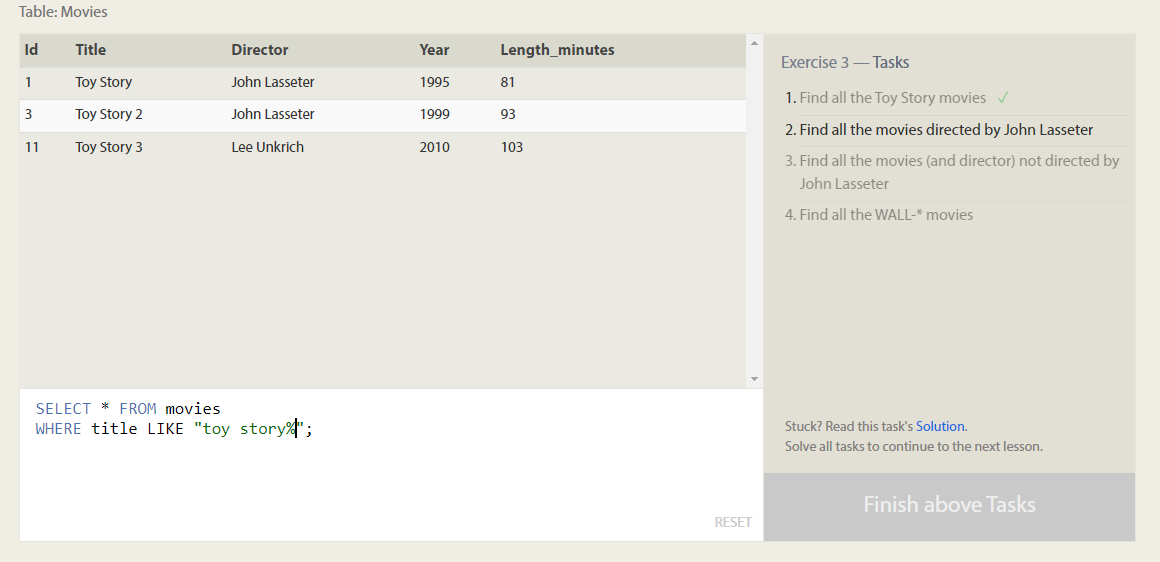 Table: Movies
Id Title Director Year Length_minutes
1 Toy Story John Lasseter 1995 81
3 Toy Story 2 John Lasseter 1999 93
11 Toy Story 3 Lee Unkrich 2010 103
SELECT * FROM movies
WHERE title LIKE "toy story%";
RESET
Exercise 3 — Tasks
1. Find all the Toy Story movies ✓
2. Find all the movies directed by John Lasseter
3. Find all the movies (and director) not directed by
John Lasseter
4. Find all the WALL-* movies
Stuck? Read this task's Solution.
Solve all tasks to continue to the next lesson.
Finish above Tasks